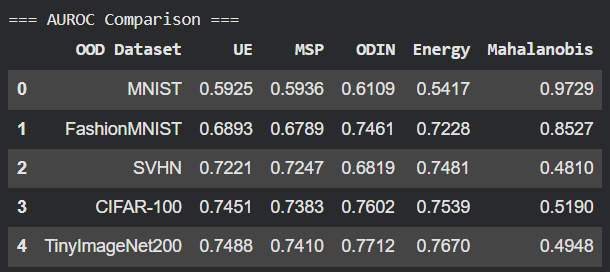 === AUROC Comparison ===
OOD Dataset UE MSP ODIN Energy Mahalanobis
0 MNIST 0.5925 0.5936 0.6109 0.5417 0.9729
1 FashionMNIST 0.6893 0.6789 0.7461 0.7228 0.8527
2 SVHN 0.7221 0.7247 0.6819 0.7481 0.4810
3 CIFAR-100 0.7451 0.7383 0.7602 0.7539 0.5190
4 TinyImageNet200 0.7488 0.7410 0.7712 0.7670 0.4948